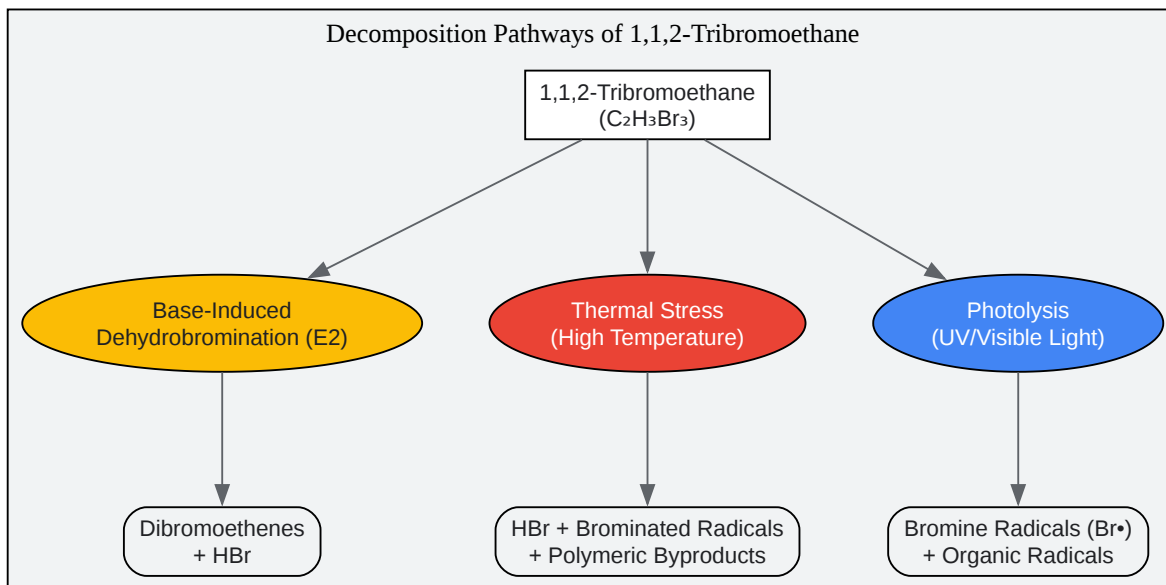 Decomposition Pathways of 1,1,2-Tribromoethane
1,1,2-Tribromoethane
(C₂H₃Br₃)
Base-Induced
Dehydrobromination (E2)
Thermal Stress
(High Temperature)
Photolysis
(UV/Visible Light)
Dibromoethenes
+ HBr
HBr + Brominated Radicals
+ Polymeric Byproducts
Bromine Radicals (Br•)
+ Organic Radicals